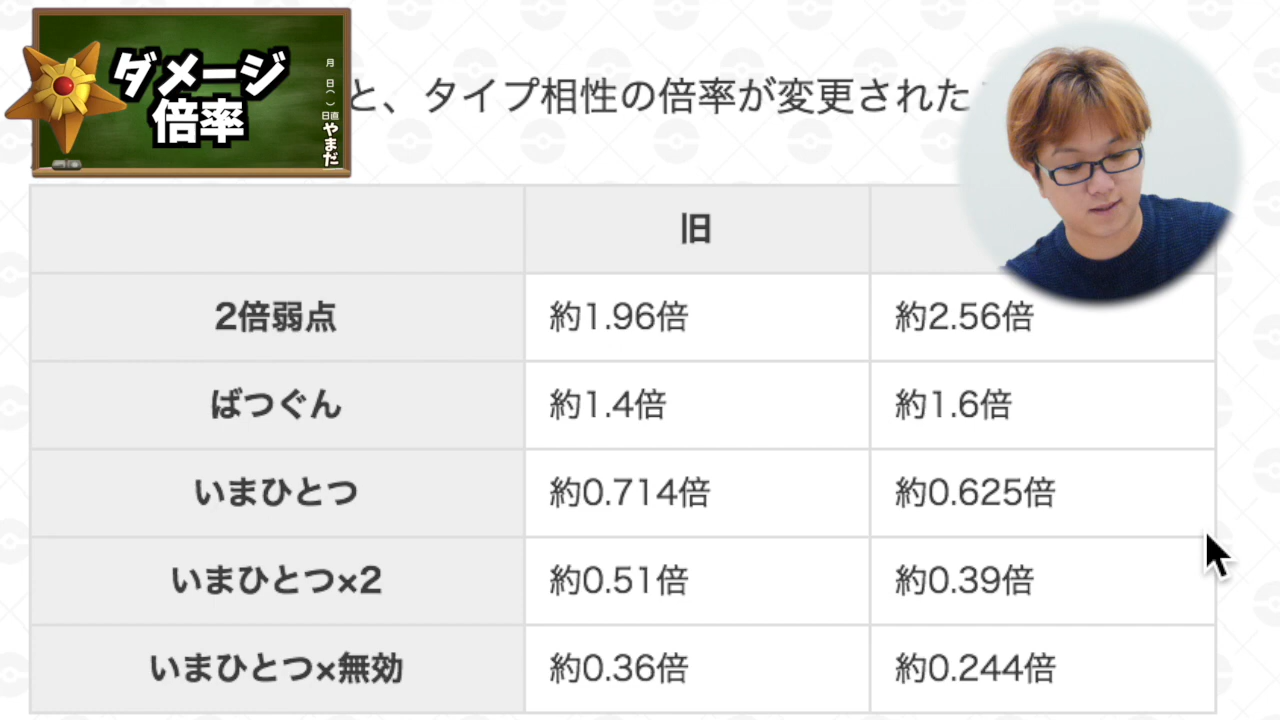 ダメージ
倍率
月
日(
)
日直
やまだ
と、タイプ相性の倍率が変更された
旧
2倍弱点 約1.96倍 約2.56倍
ばつぐん 約1.4倍 約1.6倍
いまひとつ 約0.714倍 約0.625倍
いまひとつ×2 約0.51倍 約0.39倍
いまひとつ×無効 約0.36倍 約0.244倍